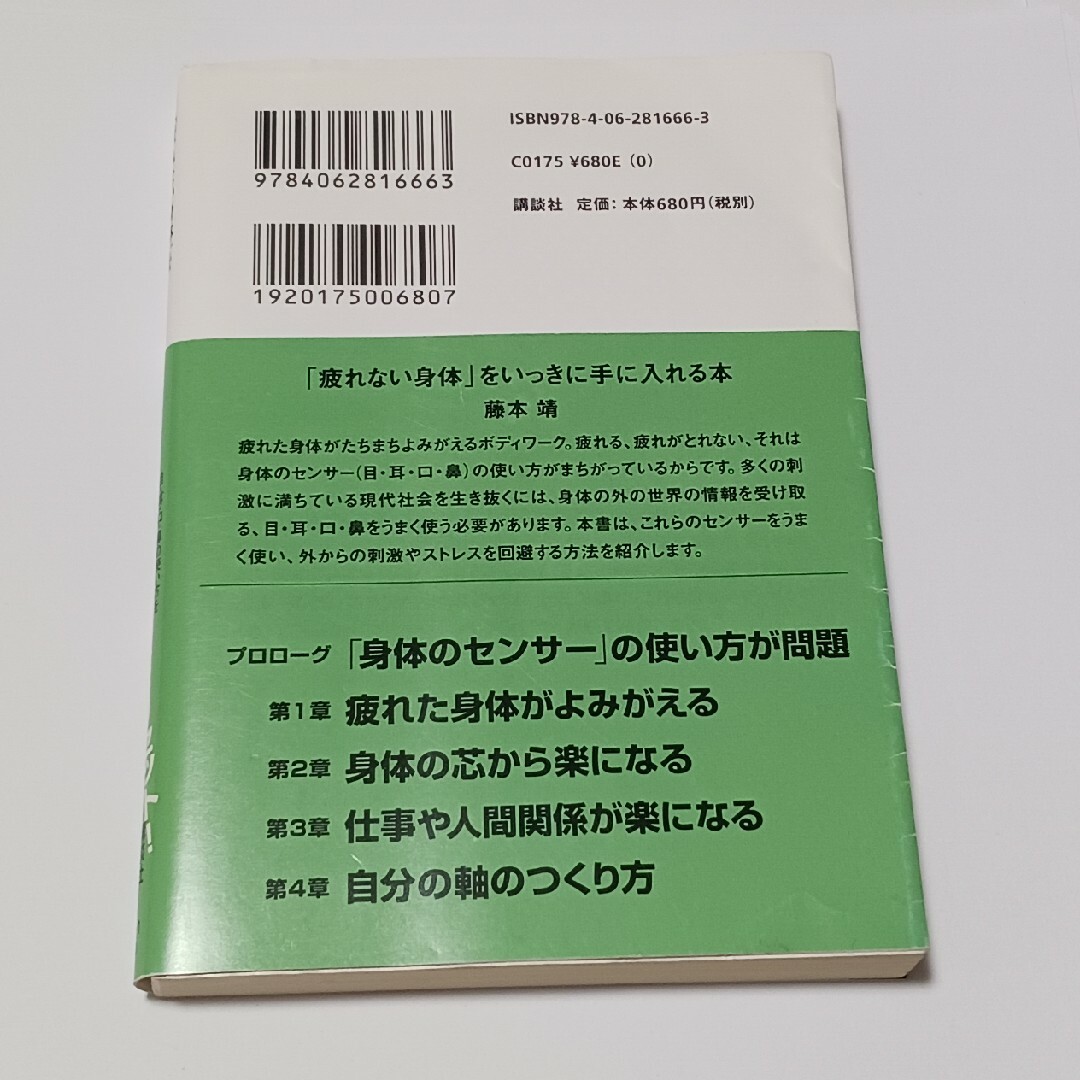 9784062816663
ISBN978-4-06-281666-3
C0175 ¥680E (0)
講談社 定価：本体680円（税別）
1920175006807
「疲れない身体」をいっきに手に入れる本
藤本 靖
疲れた身体がたちまちよみがえるボディワーク。疲れる、疲れがとれない、それは
身体のセンサー（目・耳・口・鼻）の使い方がまちがっているからです。多くの刺
激に満ちている現代社会を生き抜くには、身体の外の世界の情報を受け取
る、目・耳・口・鼻をうまく使う必要があります。本書は、これらのセンサーをうま
く使い、外からの刺激やストレスを回避する方法を紹介します。
プロローグ 「身体のセンサー」の使い方が問題
第1章 疲れた身体がよみがえる
第2章 身体の芯から楽になる
第3章 仕事や人間関係が楽になる
第4章 自分の軸のつくり方